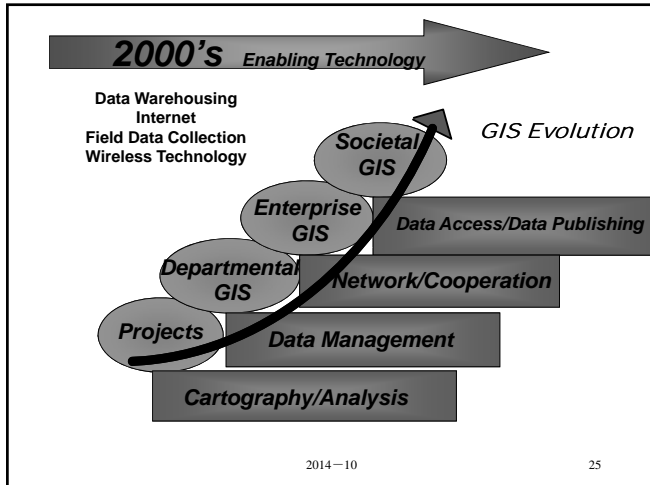 2000's Enabling Technology
Data Warehousing
Internet
Field Data Collection
Wireless Technology
GIS Evolution
Societal
GIS
Enterprise
GIS
Data Access/Data Publishing
Departmental
GIS
Network/Cooperation
Projects
Data Management
Cartography/Analysis
2014－10
25